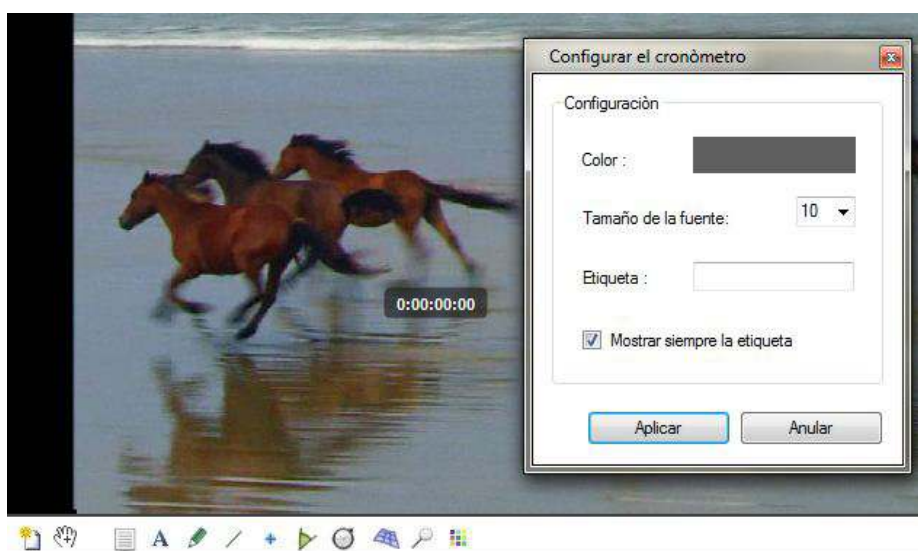 Configurar el cronòmetro
Configuraciòn
Color :
Tamaño de la fuente:
10
Etiqueta :
0:00:00:00
Mostrar siempre la etiqueta
Aplicar
Anular
A